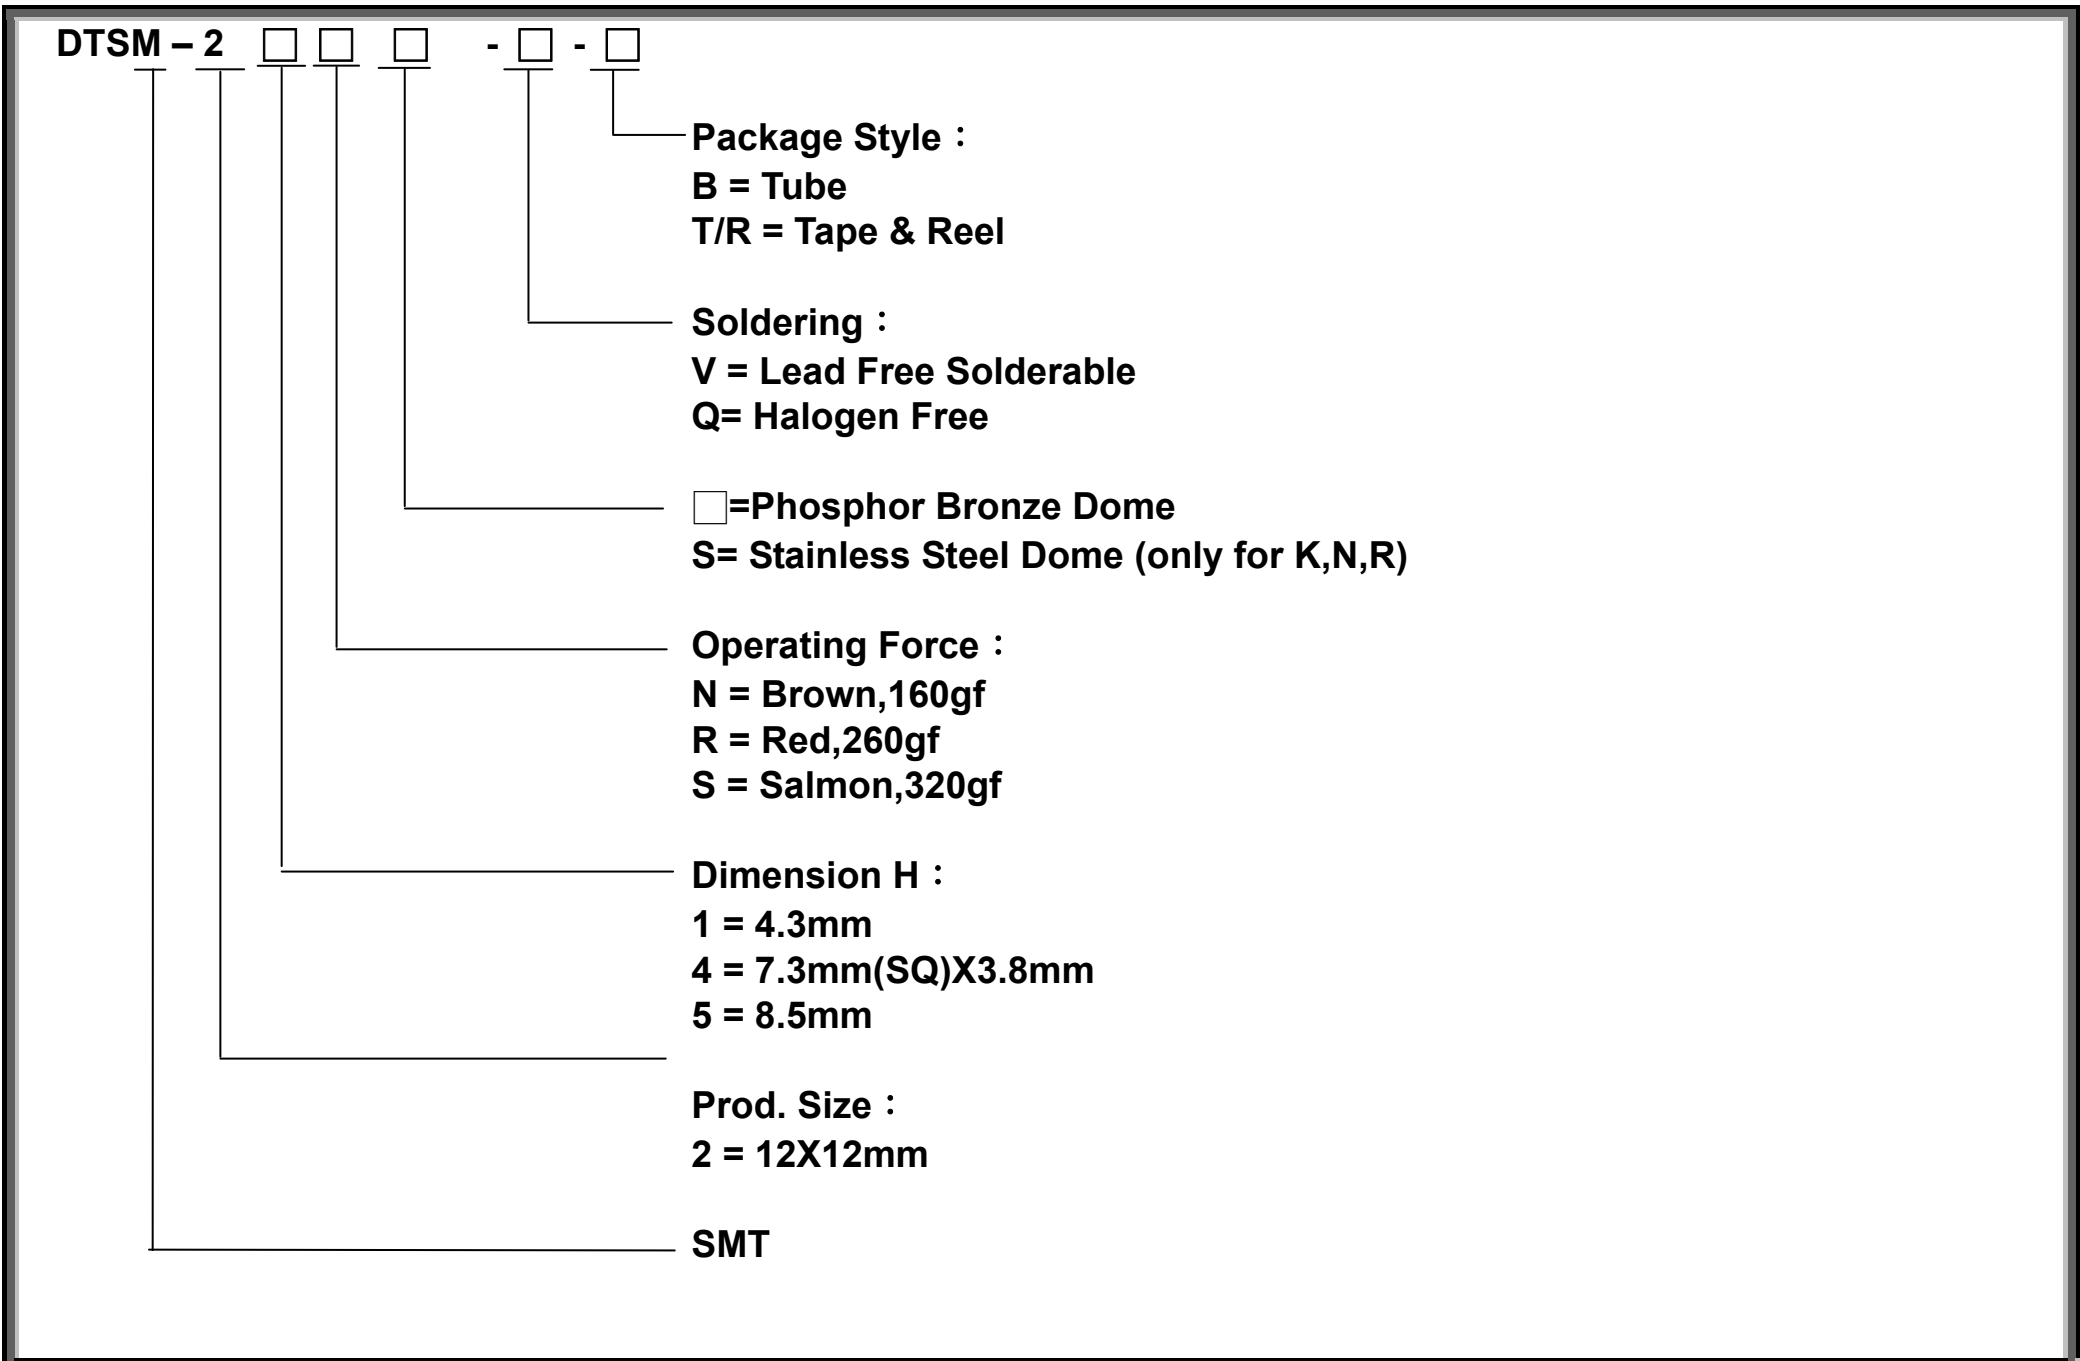 DTSM – 2 □ □ □ - □ - □
Package Style：
B = Tube
T/R = Tape & Reel
Soldering：
V = Lead Free Solderable
Q= Halogen Free
□=Phosphor Bronze Dome
S= Stainless Steel Dome (only for K,N,R)
Operating Force：
N = Brown,160gf
R = Red,260gf
S = Salmon,320gf
Dimension H：
1 = 4.3mm
4 = 7.3mm(SQ)X3.8mm
5 = 8.5mm
Prod. Size：
2 = 12X12mm
SMT